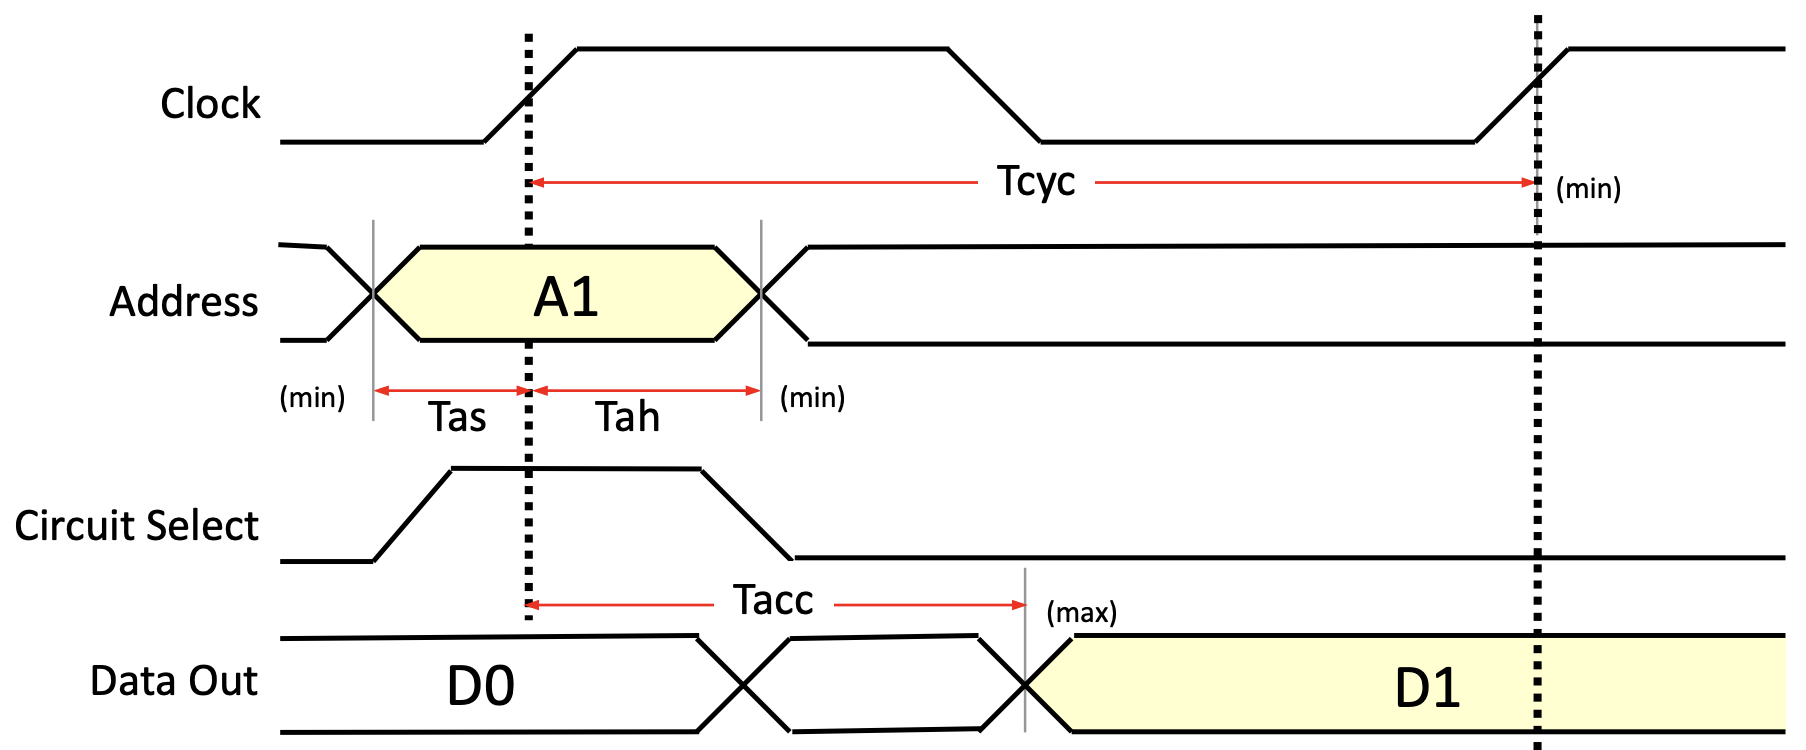 Clock
Tcyc
(min)
Address
A1
(min)
Tas
Tah
(min)
Circuit Select
Tacc
(max)
Data Out
D0
D1